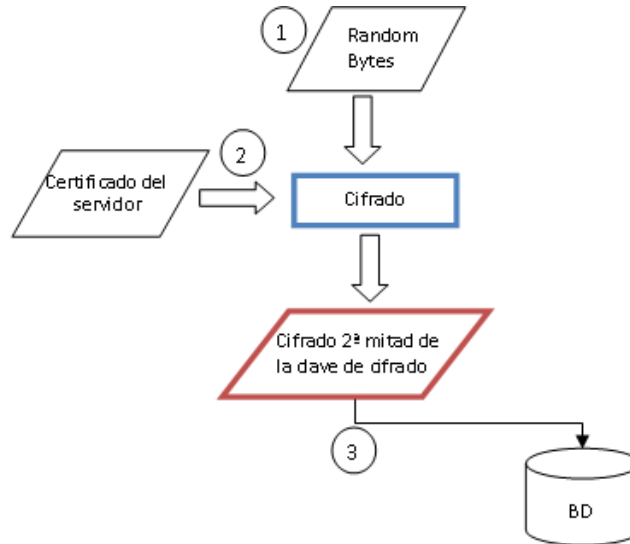 1
Random
Bytes
2
Certificado del
servidor
Cifrado
Cifrado 2ª mitad de
la clave de cifrado
3
BD